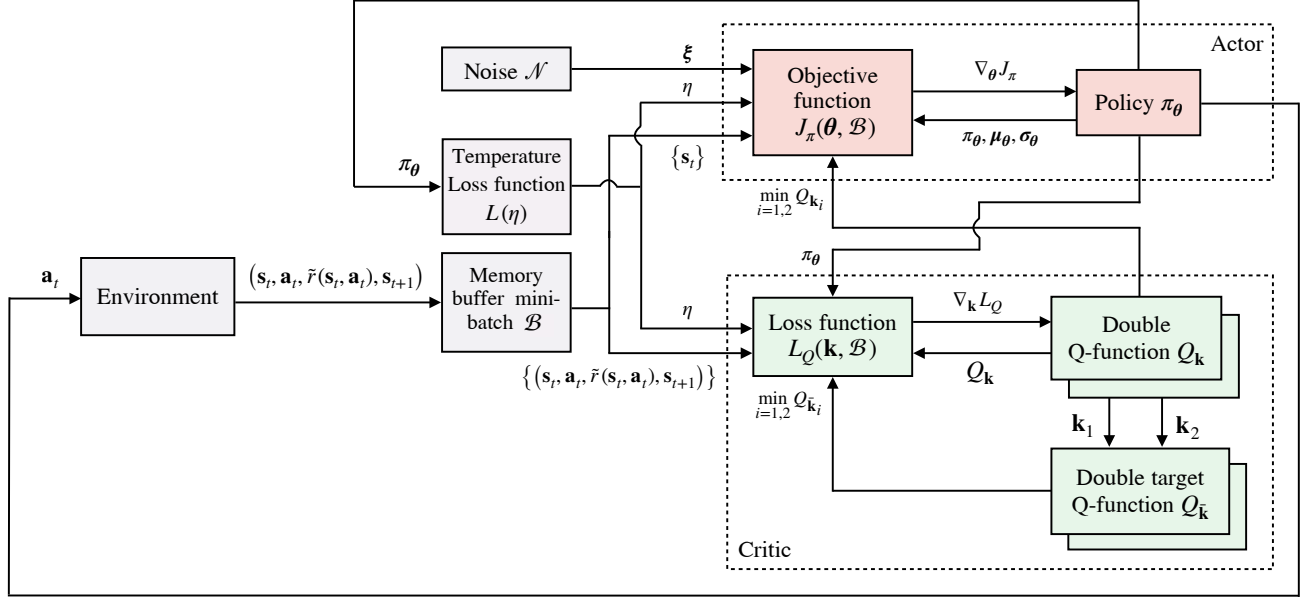 Actor
Noise 𝒩
ξ
Objective
function
J_π(θ, ℬ)
∇_θ J_π
Policy π_θ
π_θ, μ_θ, σ_θ
η
{s_t}
π_θ
Temperature
Loss function
L(η)
min Q_{k_i}
i=1,2
π_θ
a_t
Environment
(s_t, a_t, r̃(s_t, a_t), s_{t+1})
Memory
buffer mini-
batch ℬ
η
{(s_t, a_t, r̃(s_t, a_t), s_{t+1})}
Loss function
L_Q(k, ℬ)
∇_k L_Q
Q_k
Double
Q-function Q_k
min Q_{k̄_i}
i=1,2
k_1
k_2
Double target
Q-function Q_{k̄}
Critic